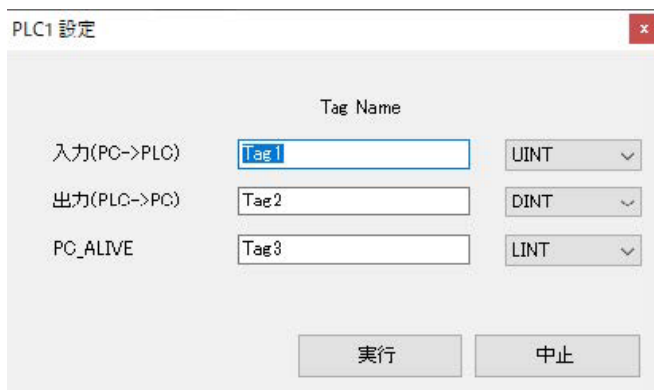 PLC1 設定
x
Tag Name
入力(PC->PLC) Tag1 UINT
出力(PLC->PC) Tag2 DINT
PC_ALIVE Tag3 LINT
実行 中止